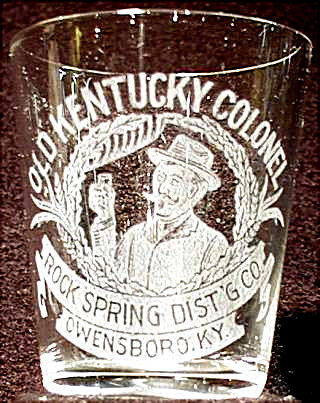 OLD KENTUCKY COLONEL
ROCK SPRING DIST'G CO.
OWENSBORO. KY.